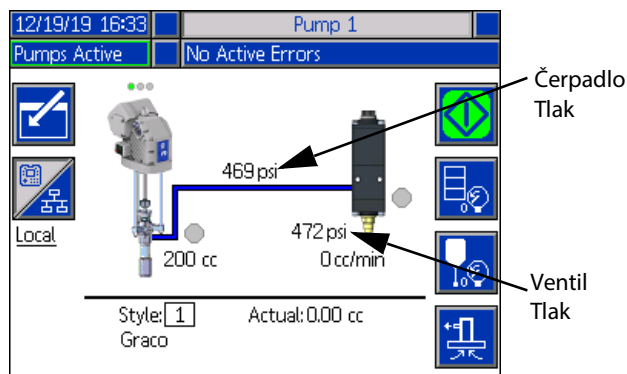 12/19/19 16:33
Pump 1
Pumps Active
No Active Errors
Čerpadlo
Tlak
469 psi
Local
472 psi
200 cc
0 cc/min
Ventil
Tlak
Style: 1
Actual: 0.00 cc
Graco